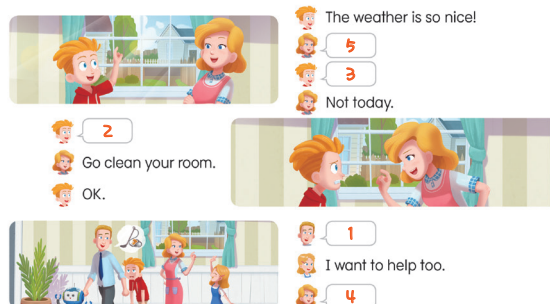 The weather is so nice!
5
3
Not today.
2
Go clean your room.
OK.
1
I want to help too.
4